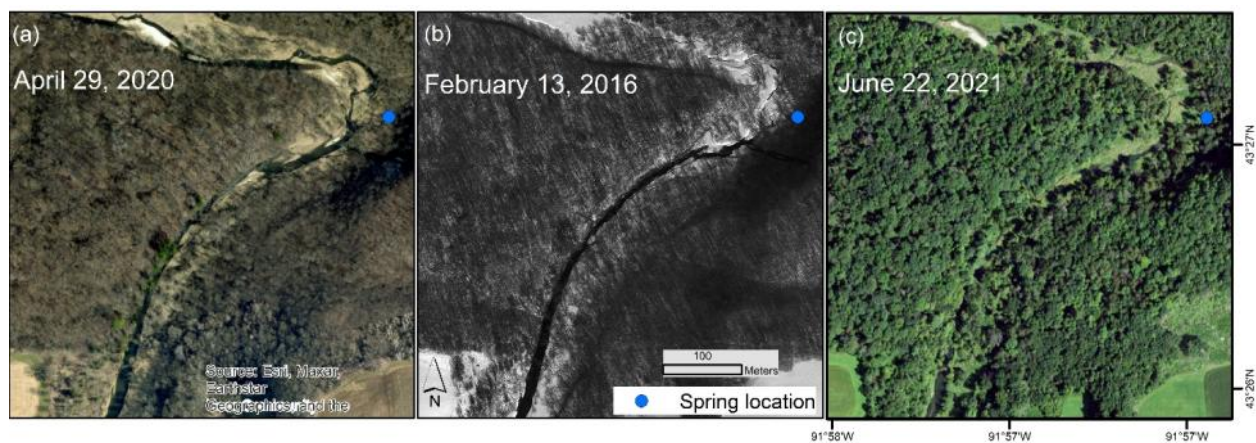 (a)
April 29, 2020
Source: Esri, Maxar,
Earthstar
Geographics, and the
(b)
February 13, 2016
100
Meters
N
Spring location
(c)
June 22, 2021
43°27'N
43°26'N
91°58'W
91°57'W
91°57'W